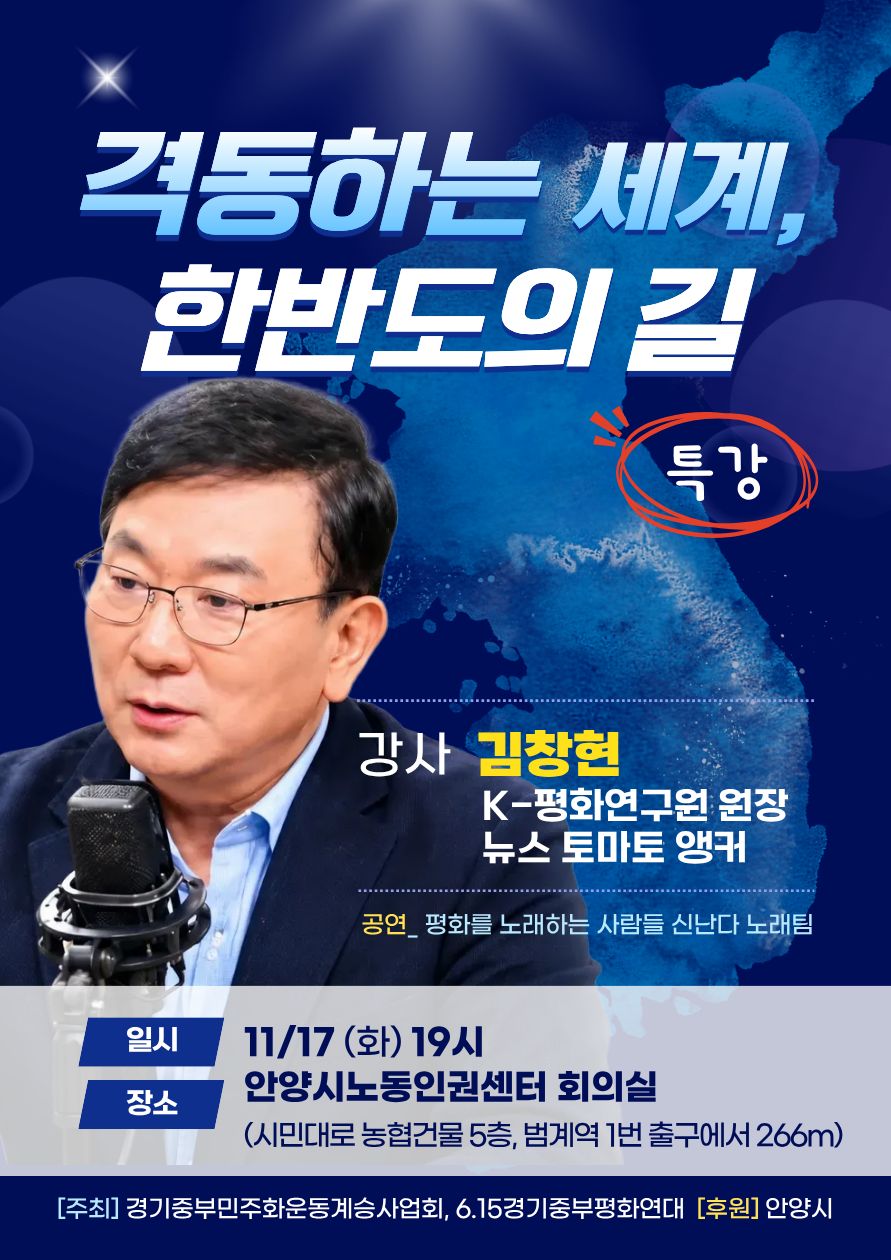 격동하는 세계,
한반도의 길
특강
강사 김창현
K-평화연구원 원장
뉴스 토마토 앵커
공연_ 평화를 노래하는 사람들 신난다 노래팀
일시 11/17 (화) 19시
장소 안양시노동인권센터 회의실
(시민대로 농협건물 5층, 범계역 1번 출구에서 266m)
[주최] 경기중부민주화운동계승사업회, 6.15경기중부평화연대 [후원] 안양시